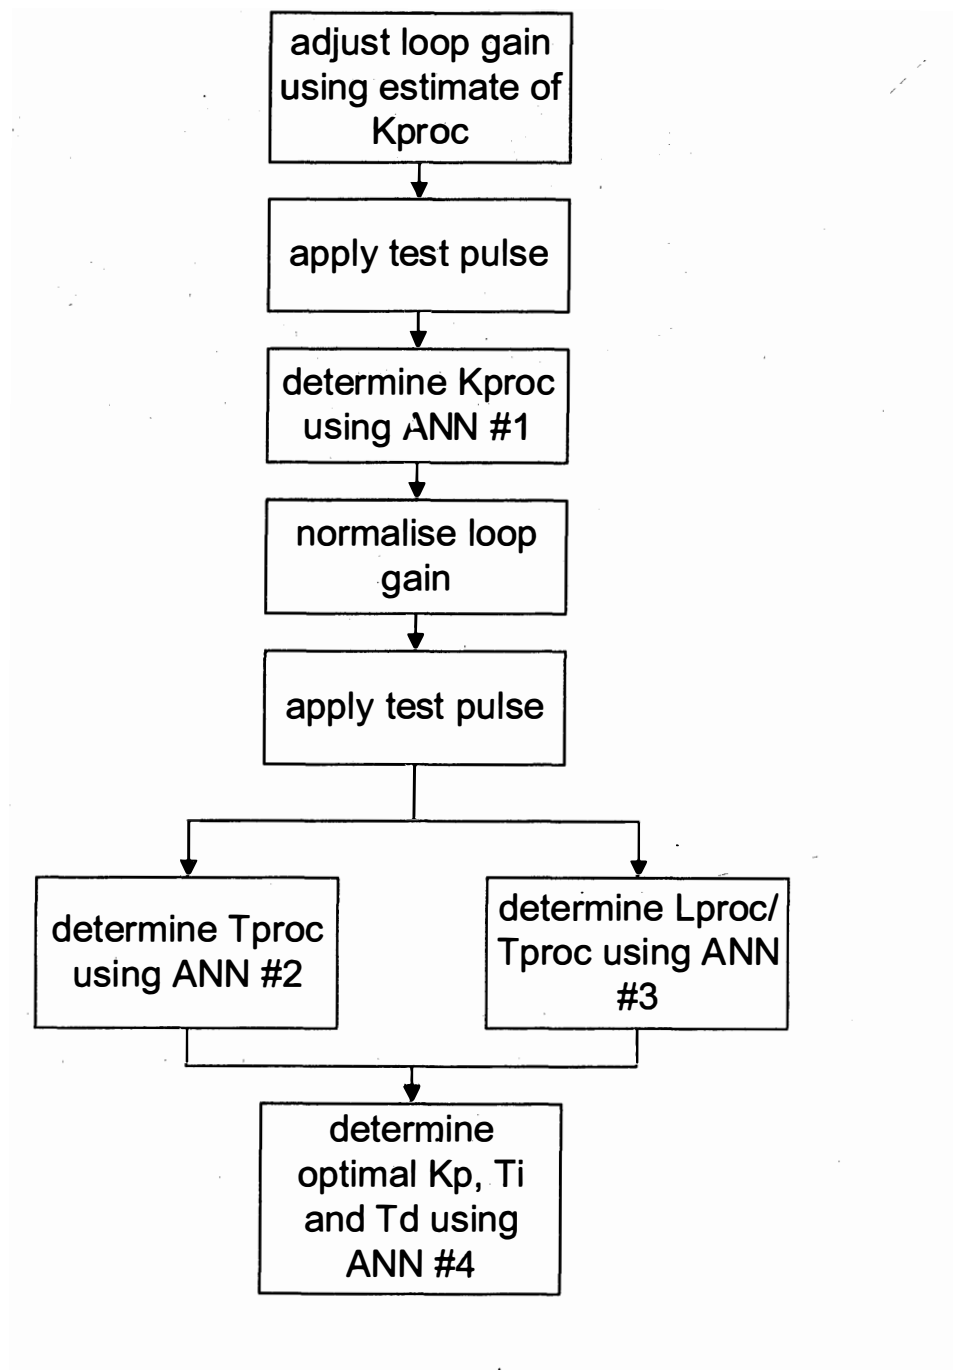 adjust loop gain
using estimate of
Kproc
apply test pulse
determine Kproc
using ANN #1
normalise loop
gain
apply test pulse
determine Tproc
using ANN #2
determine Lproc/
Tproc using ANN
#3
determine
optimal Kp, Ti
and Td using
ANN #4